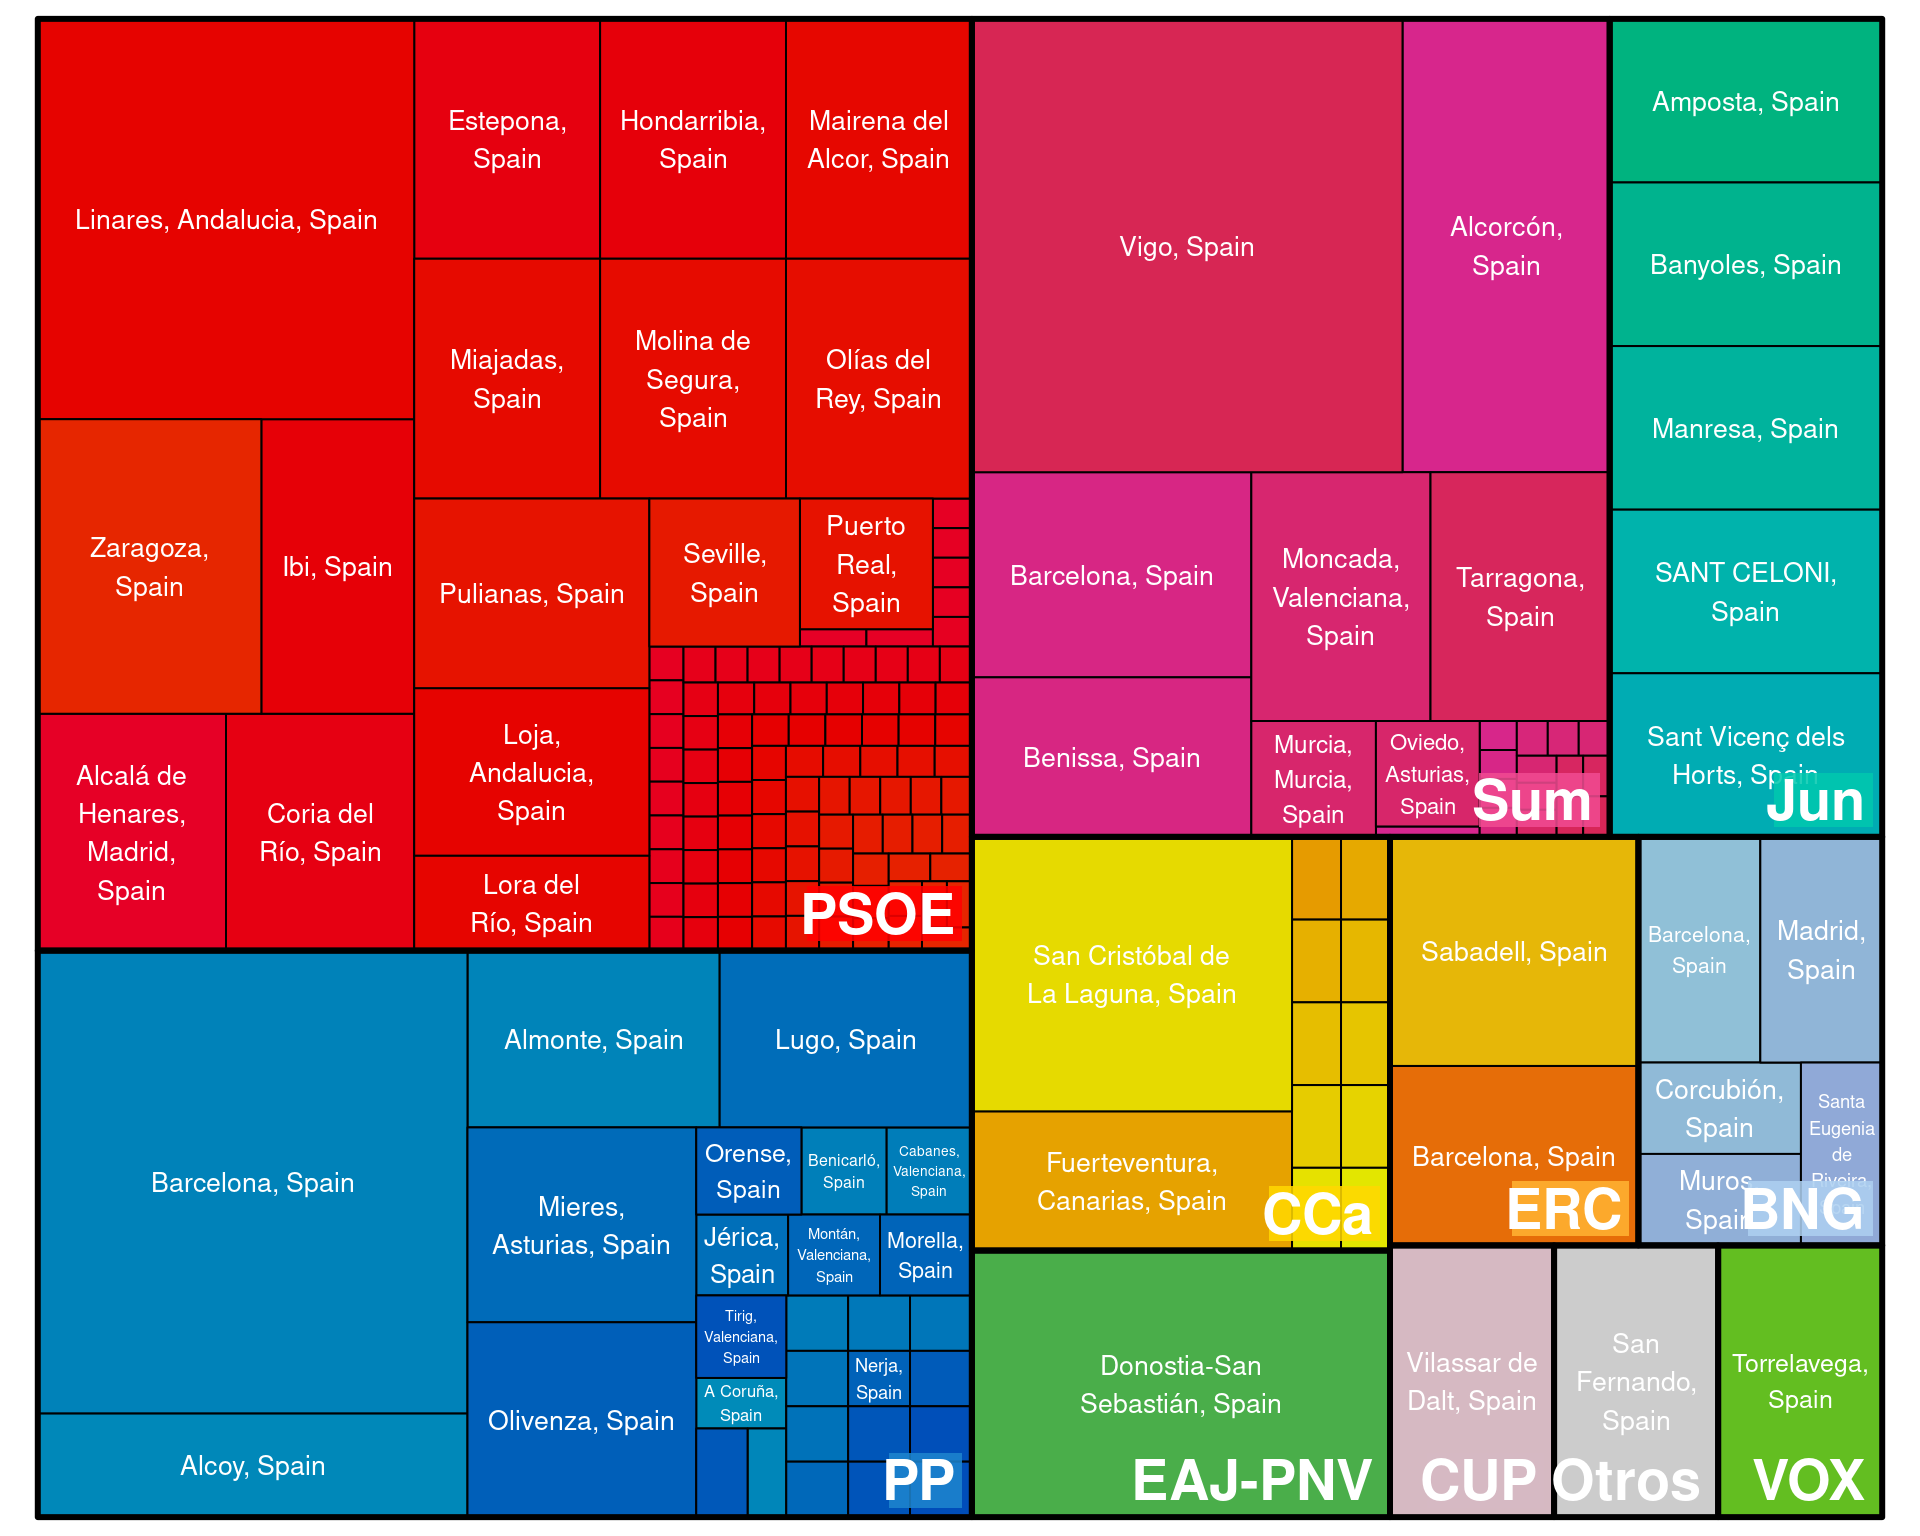 Linares, Andalucia, Spain
Estepona,
Spain
Hondarribia,
Spain
Mairena del
Alcor, Spain
Miajadas,
Spain
Molina de
Segura,
Spain
Olías del
Rey, Spain
Zaragoza,
Spain
Ibi, Spain
Pulianas, Spain
Seville,
Spain
Puerto
Real,
Spain
Alcalá de
Henares,
Madrid,
Spain
Coria del
Río, Spain
Loja,
Andalucia,
Spain
Lora del
Río, Spain
PSOE
Vigo, Spain
Alcorcón,
Spain
Barcelona, Spain
Moncada,
Valenciana,
Spain
Tarragona,
Spain
Benissa, Spain
Murcia,
Murcia,
Spain
Oviedo,
Asturias,
Spain
Sum
Amposta, Spain
Banyoles, Spain
Manresa, Spain
SANT CELONI,
Spain
Sant Vicenç dels
Horts, Spain
Jun
Barcelona, Spain
Almonte, Spain
Lugo, Spain
Mieres,
Asturias, Spain
Orense,
Spain
Benicarló,
Spain
Cabanes,
Valenciana,
Spain
Jérica,
Spain
Montán,
Valenciana,
Spain
Morella,
Spain
Tirig,
Valenciana,
Spain
Nerja,
Spain
A Coruña,
Spain
Olivenza, Spain
Alcoy, Spain
PP
San Cristóbal de
La Laguna, Spain
Fuerteventura,
Canarias, Spain
CCa
Sabadell, Spain
Barcelona, Spain
ERC
Barcelona,
Spain
Madrid,
Spain
Corcubión,
Spain
Muros,
Spain
Santa
Eugenia
de
Riveira,
BNG
Donostia-San
Sebastián, Spain
EAJ-PNV
Vilassar de
Dalt, Spain
CUP
San
Fernando,
Spain
Otros
Torrelavega,
Spain
VOX